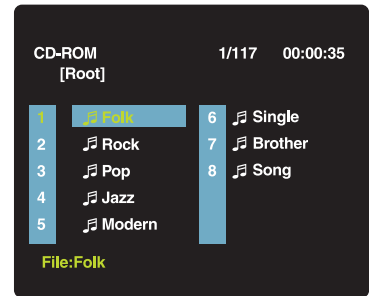 CD-ROM 1/117 00:00:35
[Root]
1 Folk
2 Rock
3 Pop
4 Jazz
5 Modern
6 Single
7 Brother
8 Song
File:Folk